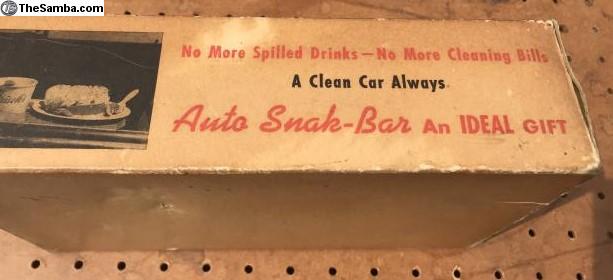 TheSamba.com
No More Spilled Drinks—No More Cleaning Bills
A Clean Car Always.
Auto Snak-Bar An IDEAL GIFT